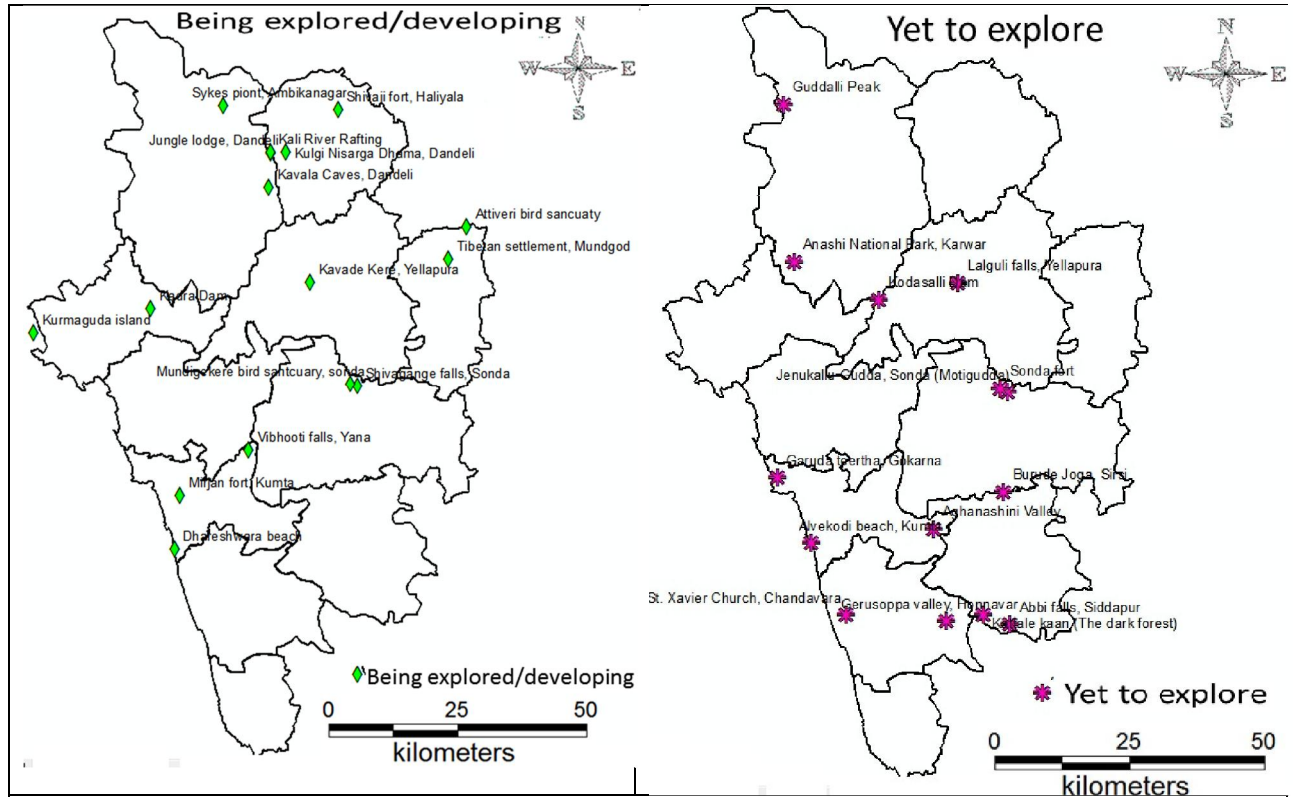 Being explored/developing
N
W E
S
Sykes piont, Ambikanagar
Shivaji fort, Haliyala
Jungle lodge, Dandeli
Kali River Rafting
Kulgi Nisarga Dhama, Dandeli
Kavala Caves, Dandeli
Attiveri bird sancuaty
Tibetan settlement, Mundgod
Kavade Kere, Yellapura
Kadra Dam
Kurmaguda island
Mundigekere bird santcuary, sonda
Shivagange falls, Sonda
Vibhooti falls, Yana
Mirjan fort, Kumta
Dhareshwara beach
Being explored/developing
0 25 50
kilometers
Yet to explore
N
W E
S
Guddalli Peak
Anashi National Park, Karwar
Lalguli falls, Yellapura
Kodasalli Dam
Jenukallu Gudda, Sonda (Motigudda)
Sonda fort
Garuda teertha, Gokarna
Burude Joga, Sirsi
Aghanashini Valley
Alvekodi beach, Kumta
St. Xavier Church, Chandavara
Gerusoppa valley, Honnavar
Abbi falls, Siddapur
kaan (The dark forest)
Yet to explore
0 25 50
kilometers